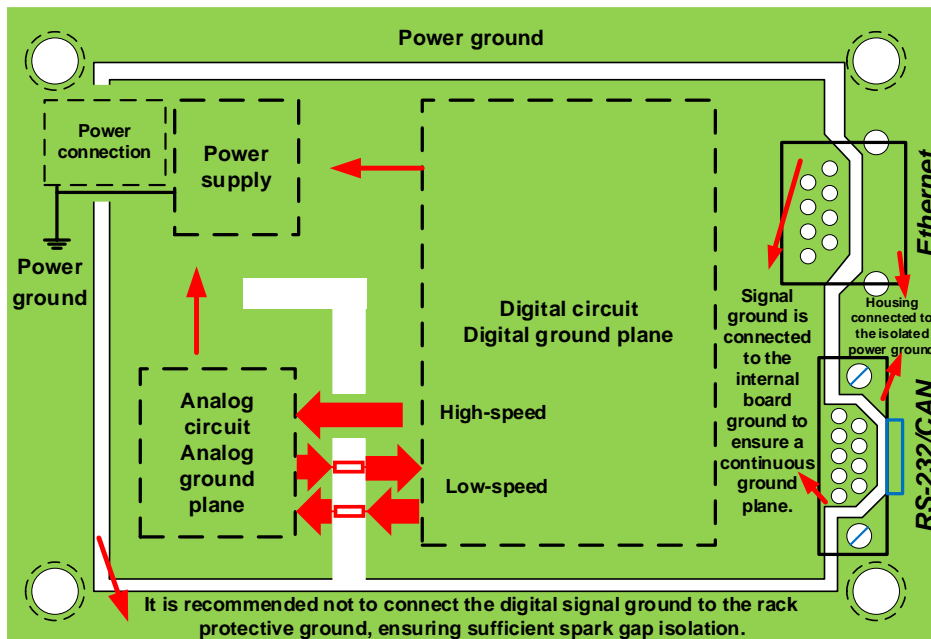 Power ground
Power
connection
Power
supply
Power
ground
Ethernet
Digital circuit
Digital ground plane
Signal
ground is
connected
to the
internal
board
ground to
ensure a
continuous
ground
plane.
Housing
connected to
the isolated
power ground
Analog
circuit
Analog
ground
plane
High-speed
Low-speed
RS-232/CAN
It is recommended not to connect the digital signal ground to the rack
protective ground, ensuring sufficient spark gap isolation.